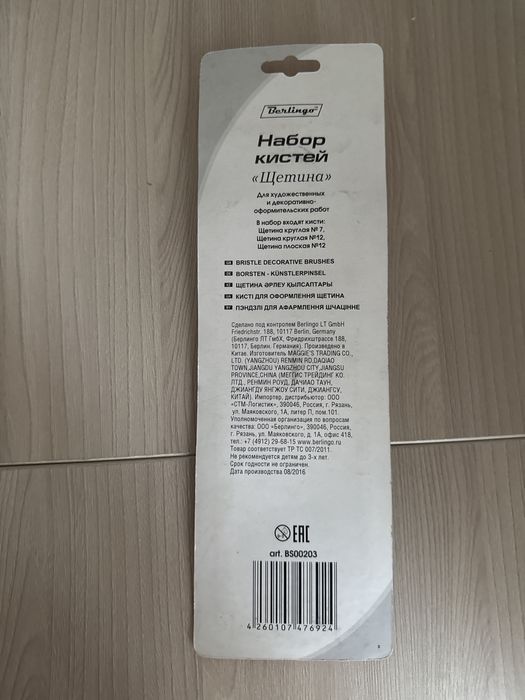 Berlingo
Набор
кистей
«Щетина»
Для художественных
и декоративно-
оформительских работ
В набор входят кисти:
Щетина круглая № 7,
Щетина круглая №12,
Щетина плоская №12
BRISTLE DECORATIVE BRUSHES
BORSTEN - KÜNSTLERPINSEL
ЩЕТИНА ӘРЛЕУ ҚЫЛСАПТАРЫ
КИСТІ ДЛЯ ОФОРМЛЕННЯ ЩЕТИНА
ПЭНДЗЛІ ДЛЯ АФАРМЛЕННЯ ШЧАЦІННЕ
Сделано под контролем Berlingo LT GmbH
Friedrichstr. 188, 10117 Berlin, Germany
(Берлинго ЛТ ГмбХ, Фридрихштрассе 188,
10117, Берлин. Германия). Произведено в
Китае. Изготовитель MAGGIE'S TRADING CO.,
LTD. (YANGZHOU) RENMIN RD,DAQIAO
TOWN,JIANGDU YANGZHOU CITY,JIANGSU
PROVINCE,CHINA (МЕГГИС ТРЕЙДИНГ КО.
ЛТД., РЕНМИН РОУД, ДАЧИАО ТАУН,
ДЖИАНГДУ ЯНГЖОУ СИТИ, ДЖИАНГСУ,
КИТАЙ). Импортер, дистрибьютор: ООО
«СТМ-Логистик», 390046, Россия, г. Рязань,
ул. Маяковского, 1А, литер П, пом.101.
Уполномоченная организация по вопросам
качества: ООО «Берлинго», 390046, Россия,
г. Рязань, ул. Маяковского, д. 1А, офис 418,
тел.: +7 (4912) 29-68-15 www.berlingo.ru
Товар соответствует ТР ТС 007/2011.
Не рекомендуется детям до 3-х лет.
Срок годности не ограничен.
Дата производства 08/2016
EAC
art. BS00203
4 260107 476924